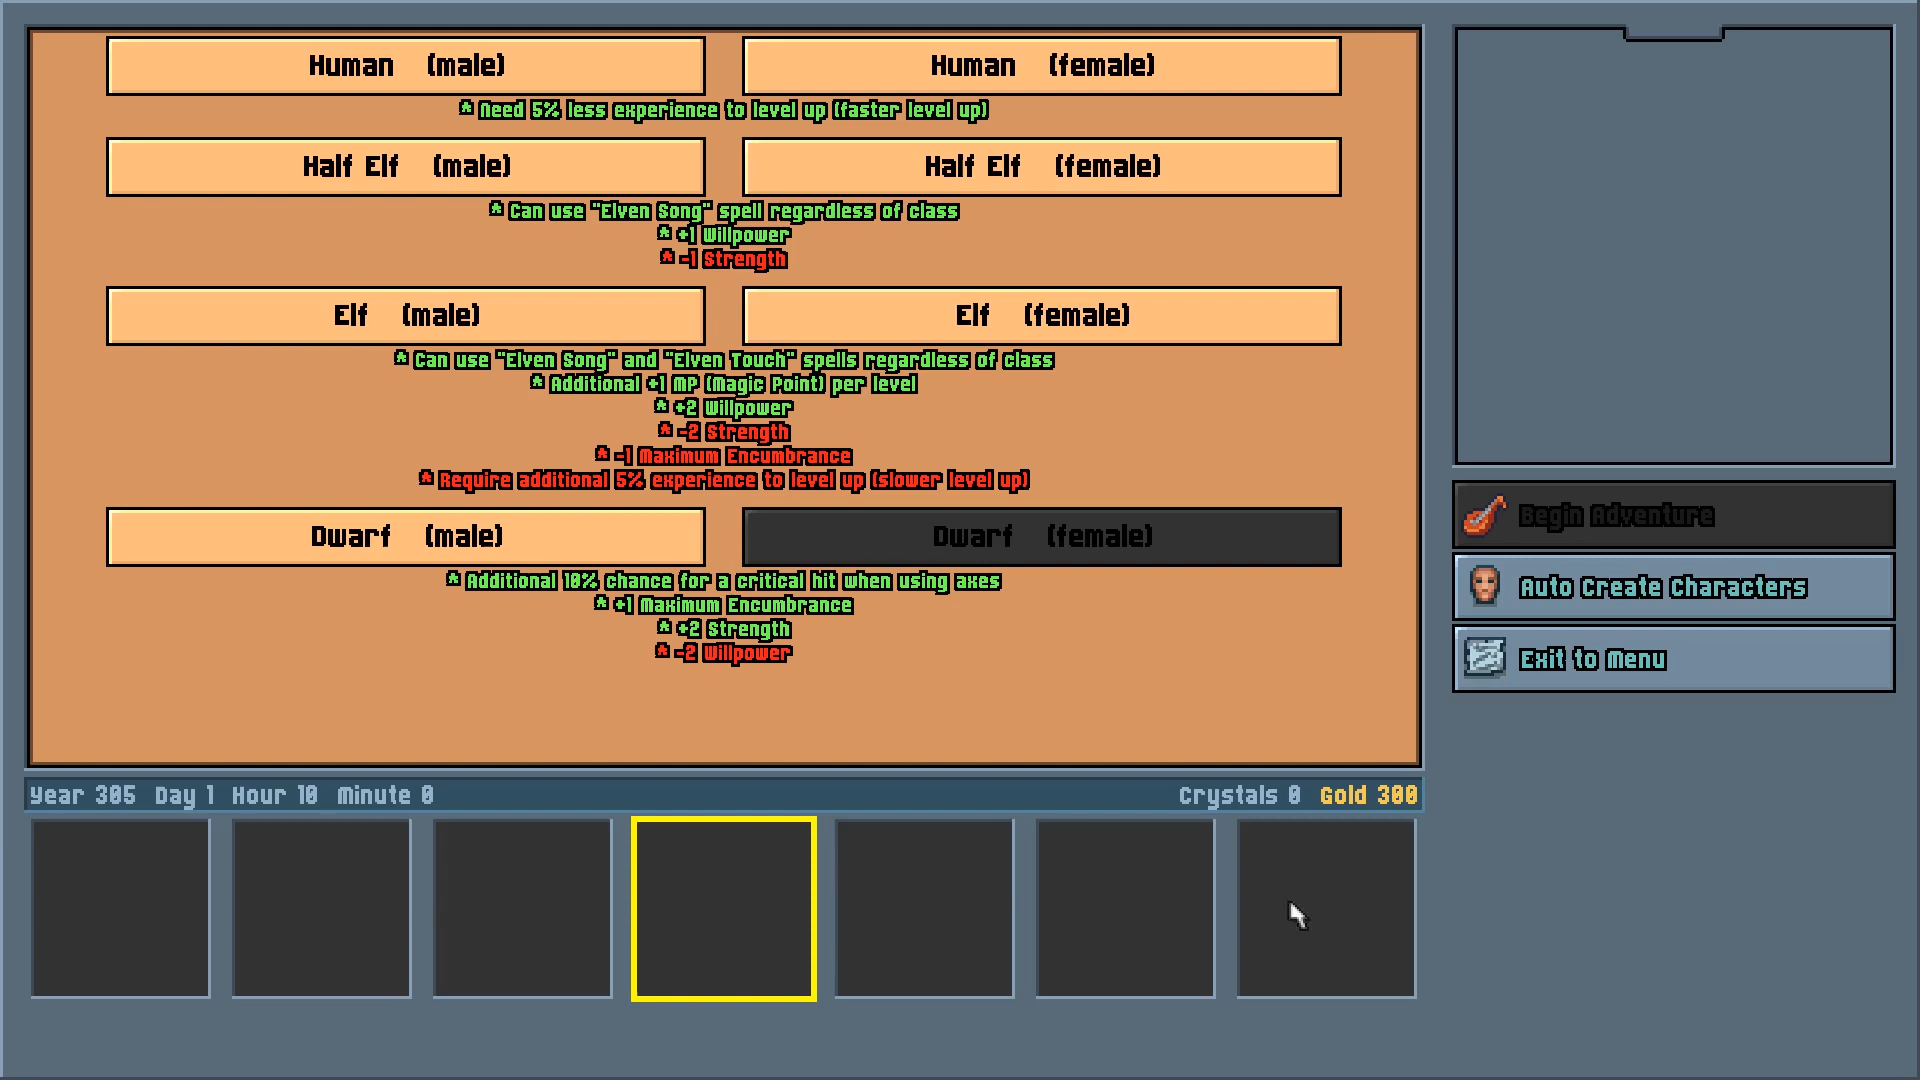 Human (male)
Human (female)
* Need 5% less experience to level up (faster level up)
Half Elf (male)
Half Elf (female)
* Can use "Elven Song" spell regardless of class
* +1 Willpower
* -1 Strength
Elf (male)
Elf (female)
* Can use "Elven Song" and "Elven Touch" spells regardless of class
* Additional +1 MP (Magic Point) per level
* +2 Willpower
* -2 Strength
* -1 Maximum Encumbrance
* Require additional 5% experience to level up (slower level up)
Dwarf (male)
Dwarf (female)
* Additional 10% chance for a critical hit when using axes
* +1 Maximum Encumbrance
* +2 Strength
* -2 Willpower
Begin Adventure
Auto Create Characters
Exit to Menu
Year 305 Day 1 Hour 10 Minute 0
Crystals 0 Gold 300